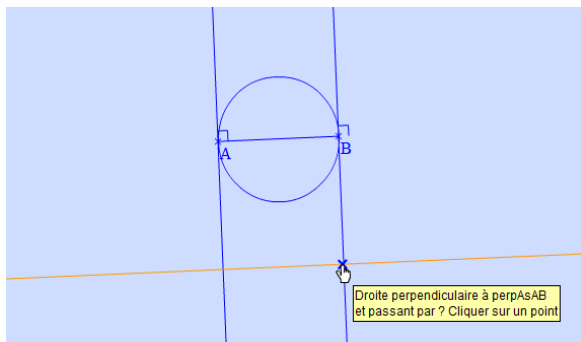 A
B
Droite perpendiculaire à perpAsAB
et passant par ? Cliquer sur un point